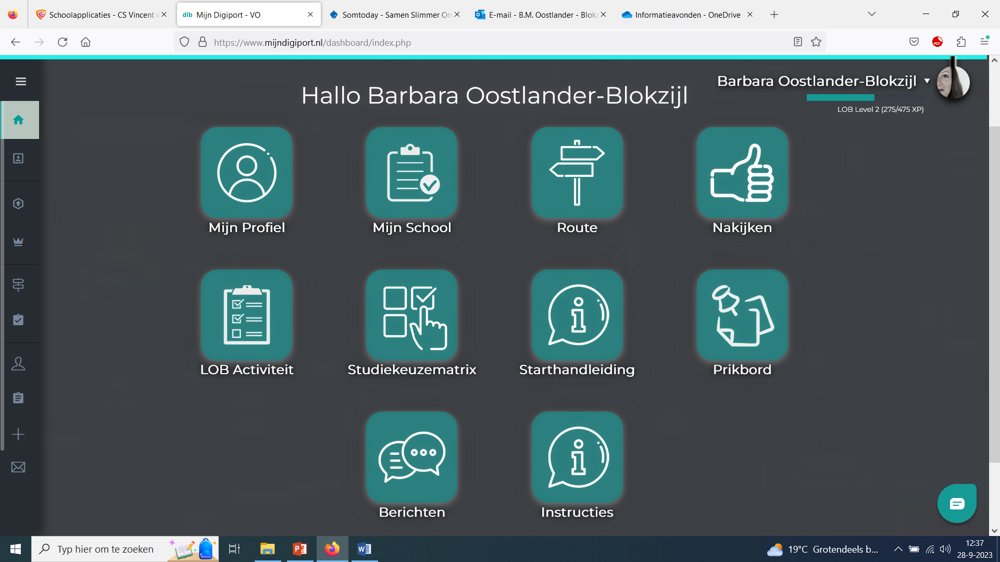 Schoolapplicaties - CS Vincent v
dlb Mijn Digiport - VO
Somtoday - Samen Slimmer On
E-mail - B.M. Oostlander - Blokz
Informatieavonden - OneDrive
https://www.mijndigiport.nl/dashboard/index.php
PDF
Barbara Oostlander-Blokzijl
LOB Level 2 (275/475 XP)
Hallo Barbara Oostlander-Blokzijl
Mijn Profiel
Mijn School
Route
Nakijken
LOB Activiteit
Studiekeuzematrix
Starthandleiding
Prikbord
Berichten
Instructies
Typ hier om te zoeken
19°C Grotendeels b...
12:37
28-9-2023